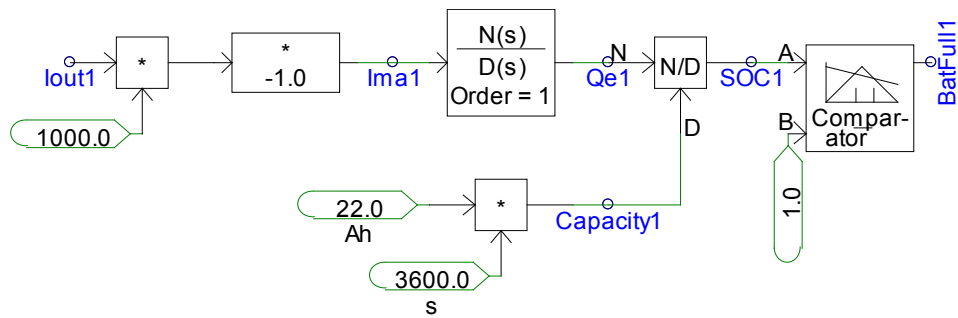 Iout1
*
1000.0
*
-1.0
Ima1
N(s)
D(s)
Order = 1
Qe1
N
N/D
D
SOC1
A
B
Compar-
ator
BatFull1
1.0
22.0
Ah
*
3600.0
s
Capacity1